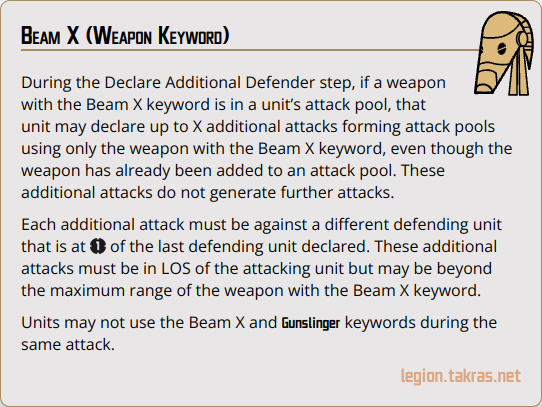 Beam X (Weapon Keyword)
During the Declare Additional Defender step, if a weapon
with the Beam X keyword is in a unit’s attack pool, that
unit may declare up to X additional attacks forming attack pools
using only the weapon with the Beam X keyword, even though the
weapon has already been added to an attack pool. These
additional attacks do not generate further attacks.
Each additional attack must be against a different defending unit
that is at 1 of the last defending unit declared. These additional
attacks must be in LOS of the attacking unit but may be beyond
the maximum range of the weapon with the Beam X keyword.
Units may not use the Beam X and Gunslinger keywords during the
same attack.
legion.takras.net